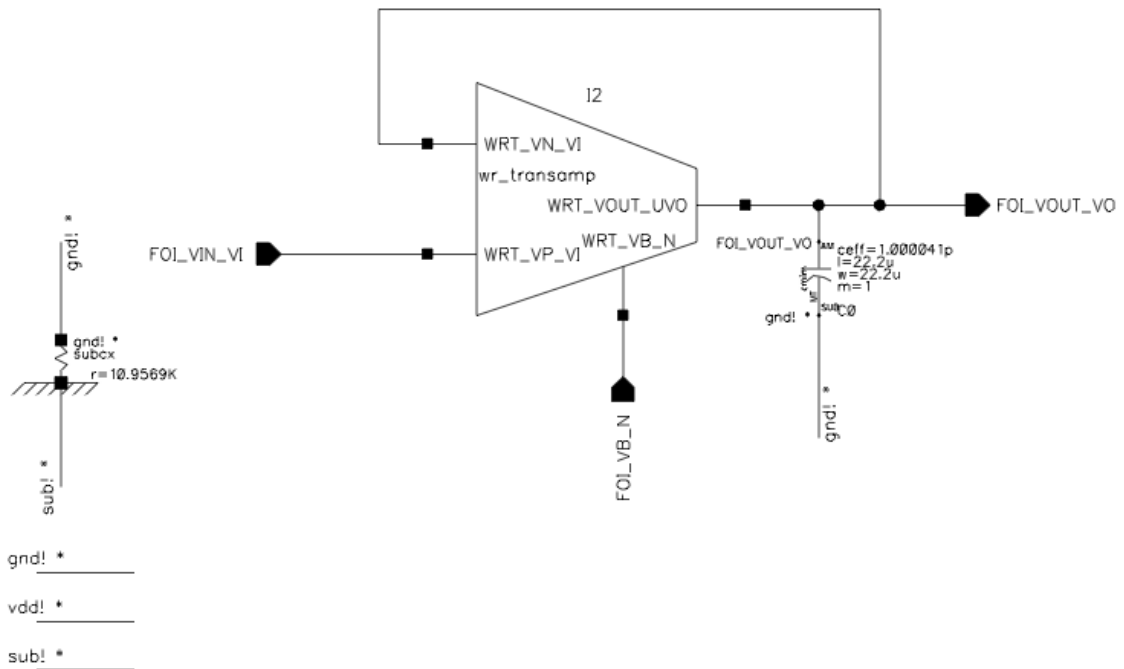 I2
WRT_VN_VI
wr_transamp
WRT_VOUT_UVO
WRT_VB_N
WRT_VP_VI
FOI_VIN_VI
FOI_VOUT_VO
FOI_VOUT_VO
ceff=1.000041p
l=22.2u
w=22.2u
m=1
C0
sub
gnd! *
gnd! *
FOI_VB_N
gnd! *
gnd! *
subcx
r=10.9569K
sub! *
gnd! *
vdd! *
sub! *